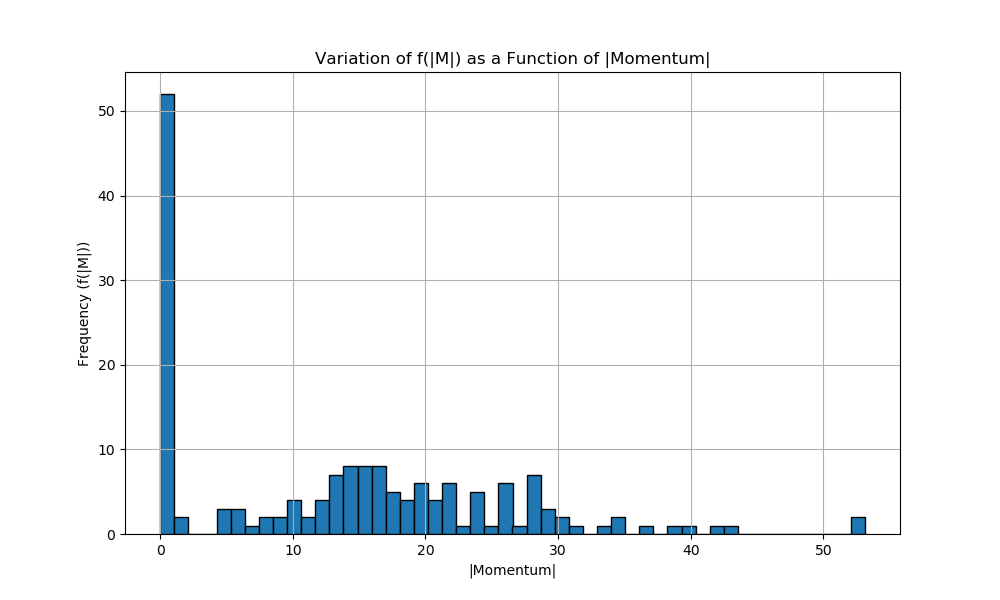 Variation of f(|M|) as a Function of |Momentum|
50
40
30
20
10
0
Frequency (f(|M|))
0 10 20 30 40 50
|Momentum|